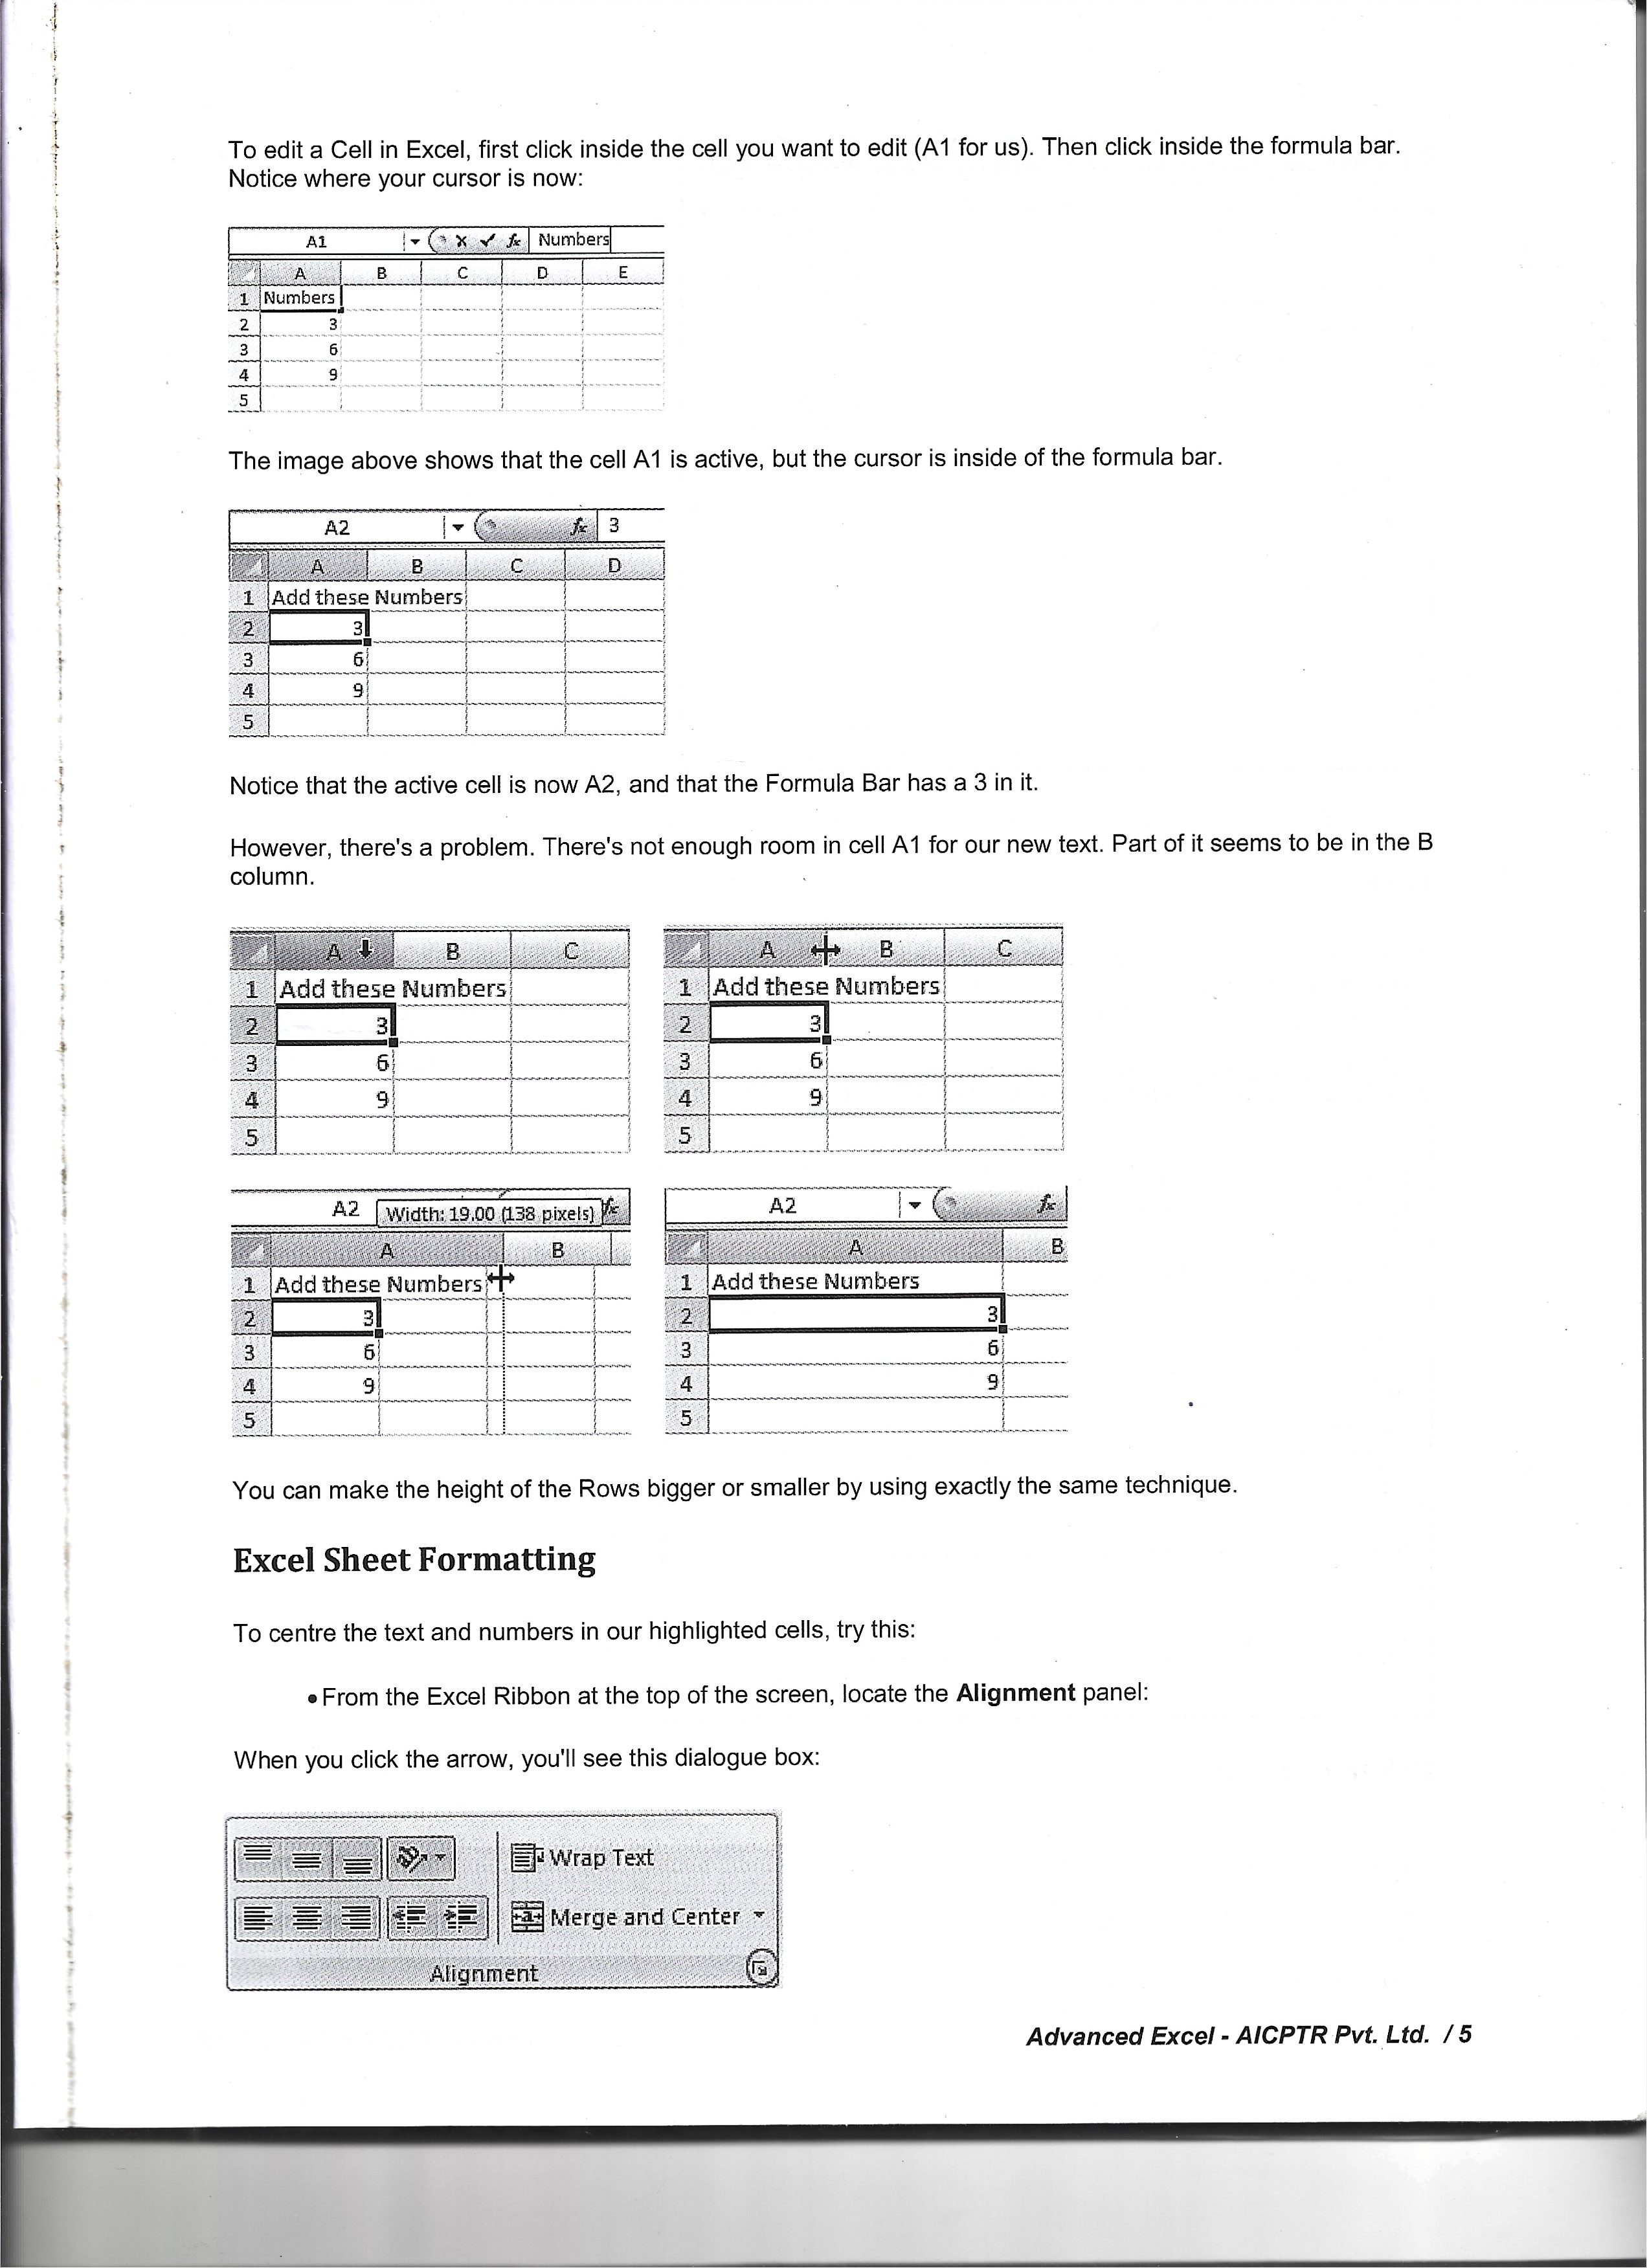 To edit a Cell in Excel, first click inside the cell you want to edit (A1 for us). Then click inside the formula bar.
Notice where your cursor is now:
A1 fx Numbers
A B C D E
1 Numbers
2 3
3 6
4 9
5
The image above shows that the cell A1 is active, but the cursor is inside of the formula bar.
A2 fx 3
A B C D
1 Add these Numbers
2 3
3 6
4 9
5
Notice that the active cell is now A2, and that the Formula Bar has a 3 in it.
However, there's a problem. There's not enough room in cell A1 for our new text. Part of it seems to be in the B
column.
A B C
1 Add these Numbers
2 3
3 6
4 9
5
A B C
1 Add these Numbers
2 3
3 6
4 9
5
A2 Width: 19.00 (138 pixels) fx
A B
1 Add these Numbers
2 3
3 6
4 9
5
A2 fx
A B
1 Add these Numbers
2 3
3 6
4 9
5
You can make the height of the Rows bigger or smaller by using exactly the same technique.
Excel Sheet Formatting
To centre the text and numbers in our highlighted cells, try this:
• From the Excel Ribbon at the top of the screen, locate the Alignment panel:
When you click the arrow, you'll see this dialogue box:
Wrap Text
Merge and Center
Alignment
Advanced Excel - AICPTR Pvt. Ltd. / 5